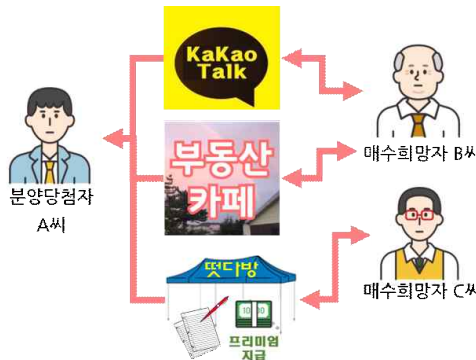 KaKao
Talk
분양당첨자
A씨
부동산
카페
매수희망자 B씨
떳다방
프리미엄
지급
매수희망자 C씨